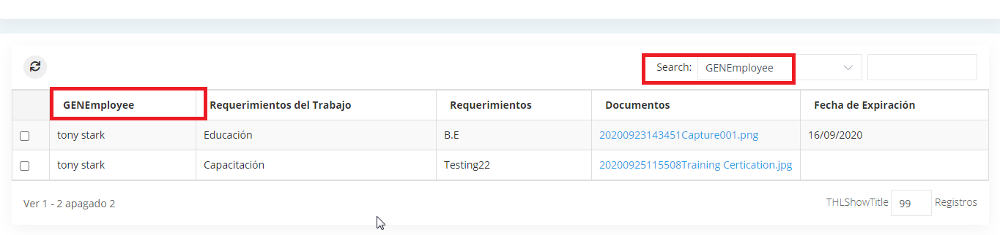 Search: GENEmployee
GENEmployee Requerimientos del Trabajo Requerimientos Documentos Fecha de Expiración
tony stark Educación B.E 20200923143451Capture001.png 16/09/2020
tony stark Capacitación Testing22 20200925115508Training Certication.jpg
Ver 1 - 2 apagado 2 THLShowTitle 99 Registros